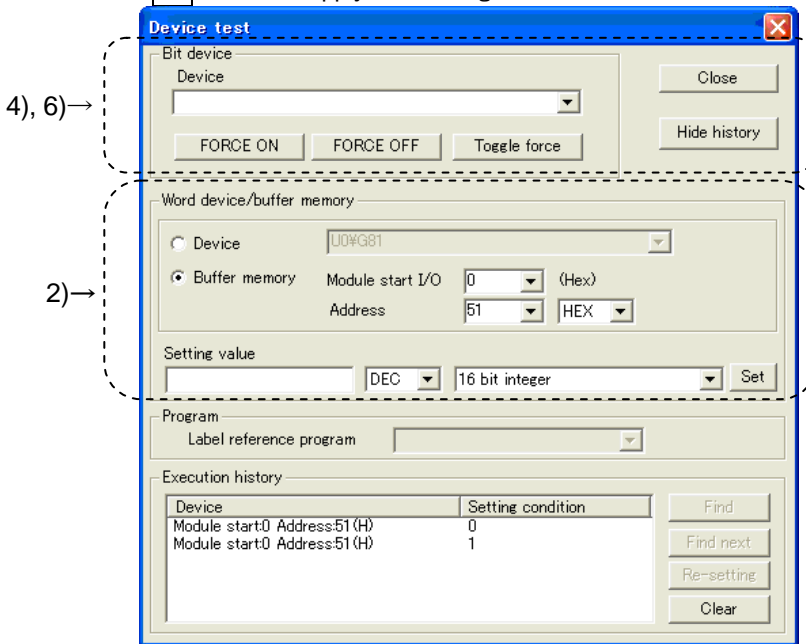 Device test
Bit device
Device
Close
4), 6)→
FORCE ON FORCE OFF Toggle force
Hide history
Word device/buffer memory
Device U0¥G81
Buffer memory Module start I/O 0 (Hex)
2)→
Address 51 HEX
Setting value
DEC 16 bit integer Set
Program
Label reference program
Execution history
Device Setting condition
Module start:0 Address:51(H) 0
Module start:0 Address:51(H) 1
Find
Find next
Re-setting
Clear